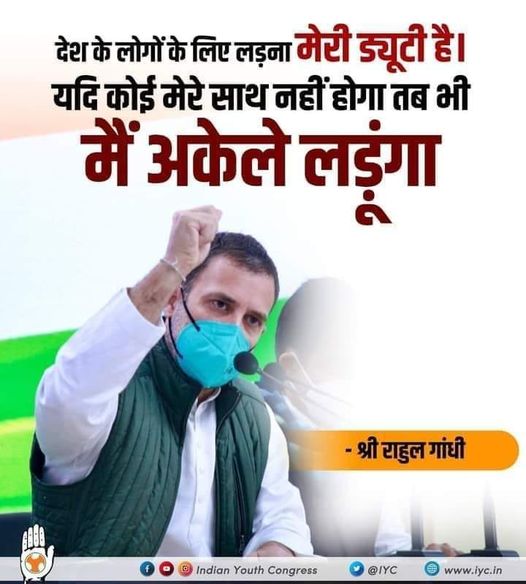 देश के लोगों के लिए लड़ना मेरी ड्यूटी है।
यदि कोई मेरे साथ नहीं होगा तब भी
मैं अकेले लड़ूंगा
- श्री राहुल गांधी
Indian Youth Congress @IYC www.iyc.in